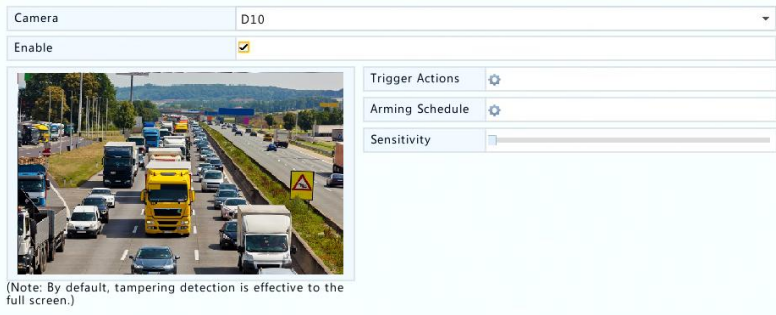 Camera
D10
Enable
Trigger Actions
Arming Schedule
Sensitivity
(Note: By default, tampering detection is effective to the
full screen.)